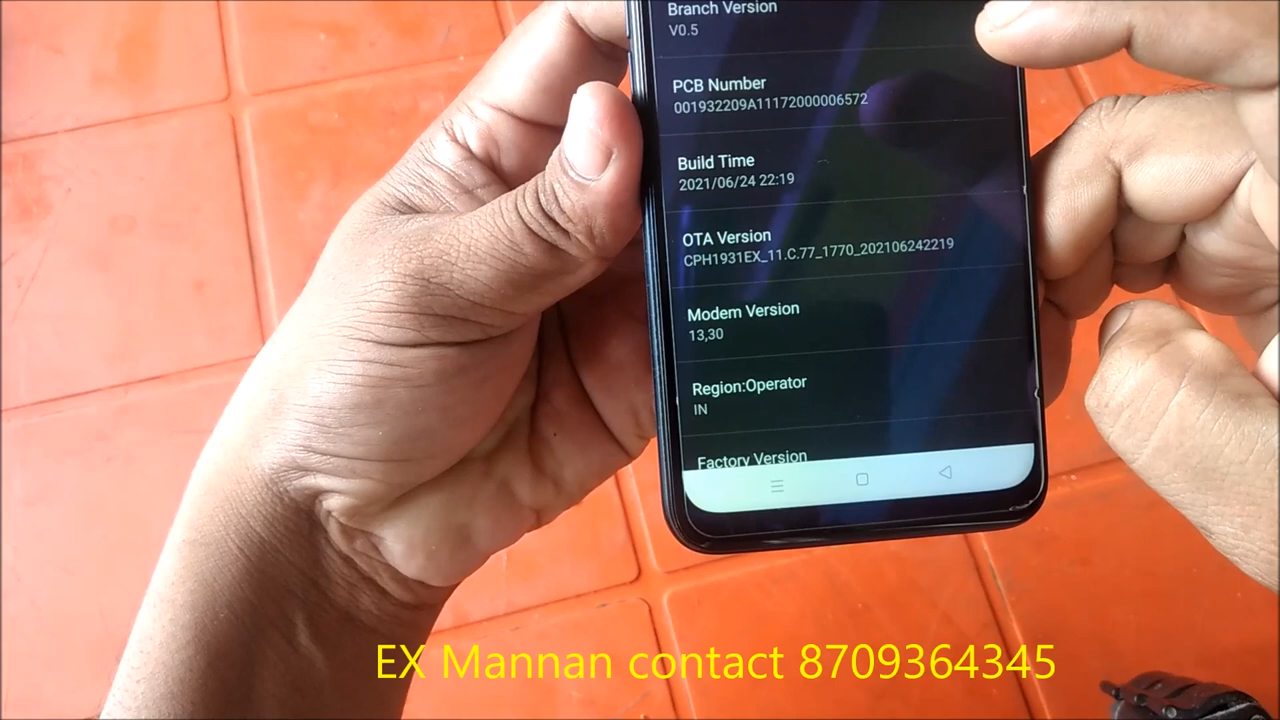 Branch Version
V0.5
PCB Number
001932209A11172000006572
Build Time
2021/06/24 22:19
OTA Version
CPH1931EX_11.C.77_1770_202106242219
Modem Version
13,30
Region:Operator
IN
Factory Version
EX Mannan contact 8709364345